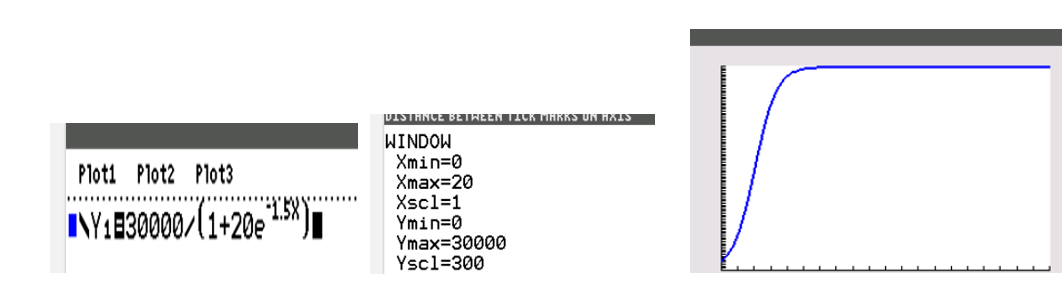 Plot1 Plot2 Plot3
\Y₁=30000/(1+20e^-1.5X)
DISTANCE BETWEEN TICK MARKS ON AXIS
WINDOW
Xmin=0
Xmax=20
Xscl=1
Ymin=0
Ymax=30000
Yscl=300